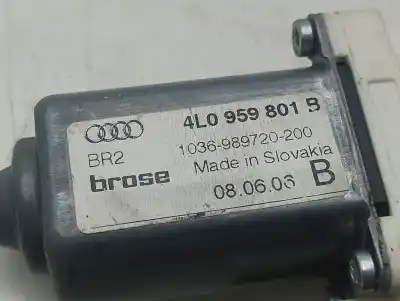 4L0 959 801 B
BR2 1036-989720-200
brose Made in Slovakia
08.06.06 B